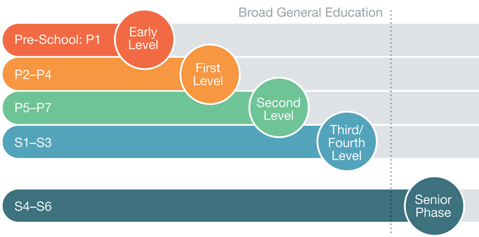 Broad General Education
Pre-School: P1
Early
Level
P2–P4
First
Level
P5–P7
Second
Level
S1–S3
Third/
Fourth
Level
S4–S6
Senior
Phase